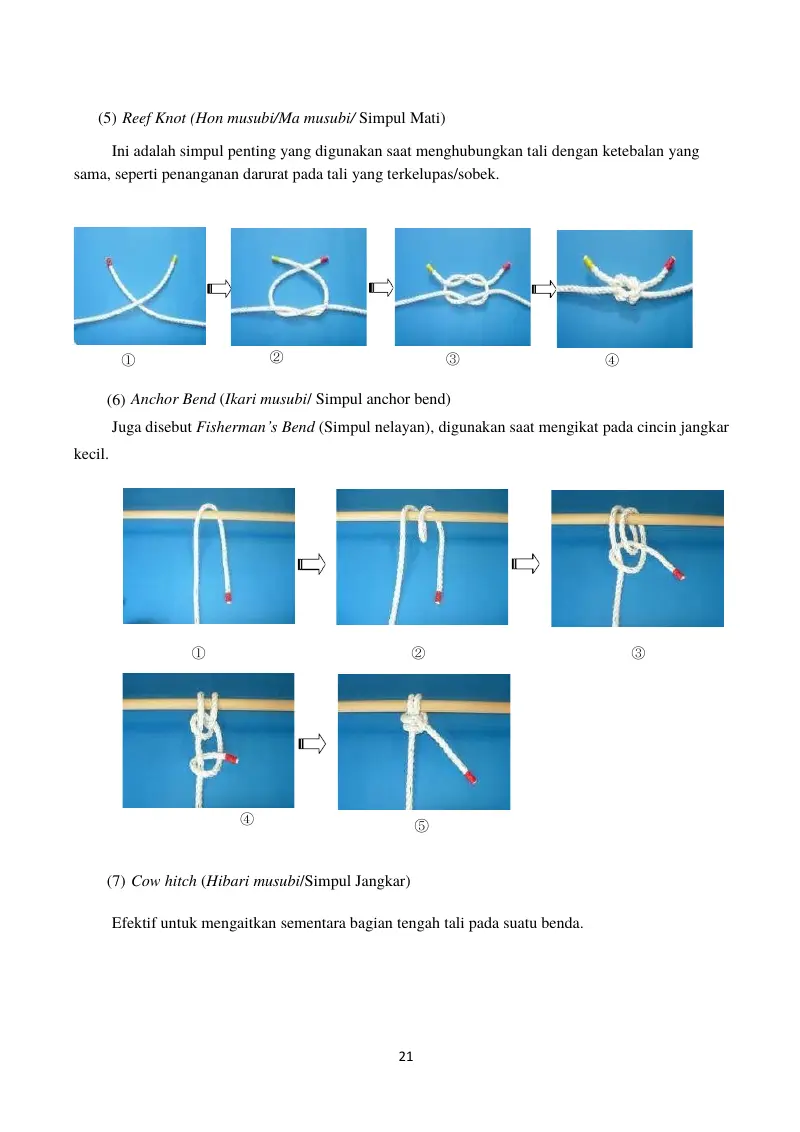 (5) Reef Knot (Hon musubi/Ma musubi/ Simpul Mati)
Ini adalah simpul penting yang digunakan saat menghubungkan tali dengan ketebalan yang
sama, seperti penanganan darurat pada tali yang terkelupas/sobek.
① ② ③ ④
(6) Anchor Bend (Ikari musubi/ Simpul anchor bend)
Juga disebut Fisherman’s Bend (Simpul nelayan), digunakan saat mengikat pada cincin jangkar
kecil.
① ② ③
④ ⑤
(7) Cow hitch (Hibari musubi/Simpul Jangkar)
Efektif untuk mengaitkan sementara bagian tengah tali pada suatu benda.
21